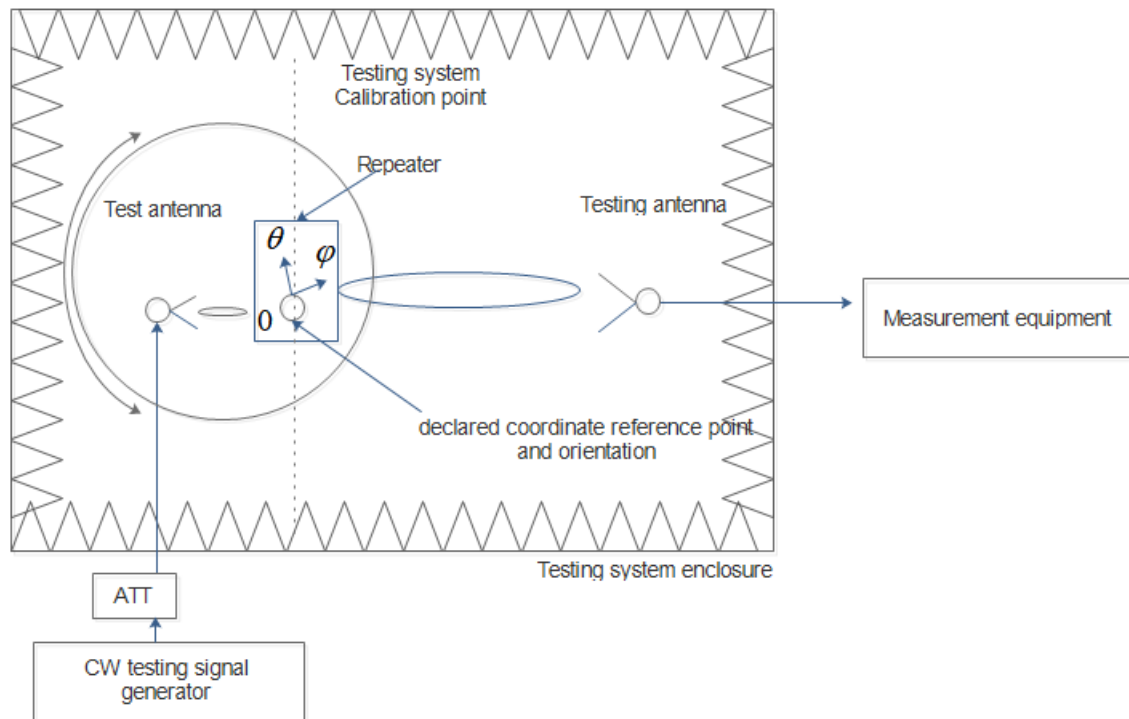 Testing system
Calibration point
Repeater
Test antenna
Testing antenna
θ
φ
0
Measurement equipment
declared coordinate reference point
and orientation
Testing system enclosure
ATT
CW testing signal
generator